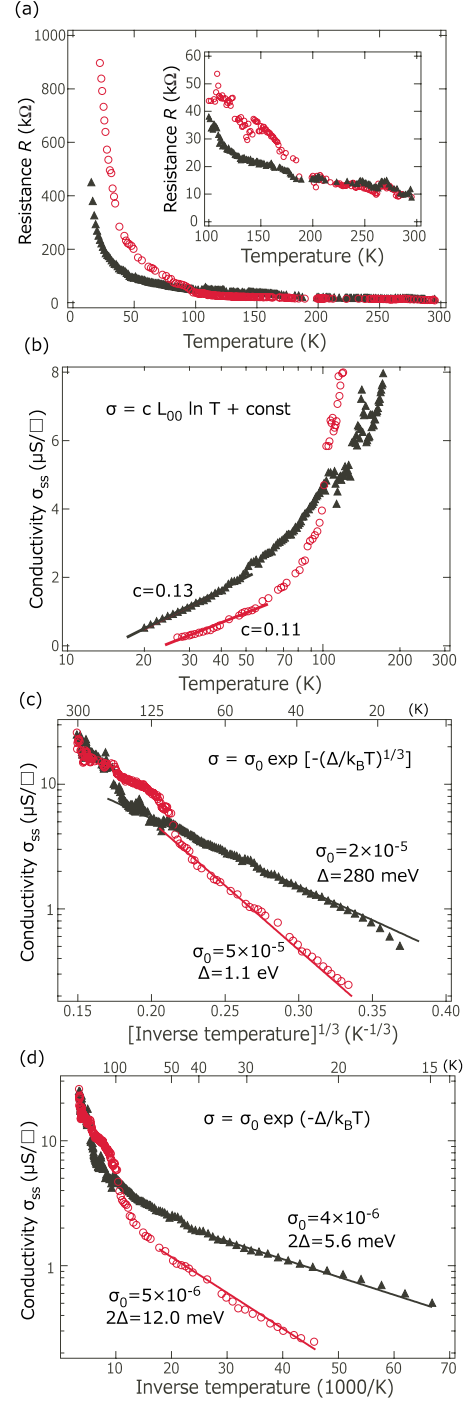 (a)
1000
800
600
400
200
0
Resistance R (kΩ)
0
50
100
150
200
250
300
Temperature (K)
60
50
40
30
20
10
0
Resistance R (kΩ)
100
150
200
250
300
Temperature (K)
(b)
8
6
4
2
0
Conductivity σss (μS/□)
σ = c L00 ln T + const
c=0.13
c=0.11
10
20
30
40
50
70
100
200
300
Temperature (K)
(c)
300
125
60
40
20
(K)
10
1
Conductivity σss (μS/□)
σ = σ0 exp [-(Δ/kBT)1/3]
σ0=2×10-5
Δ=280 meV
σ0=5×10-5
Δ=1.1 eV
0.15
0.20
0.25
0.30
0.35
0.40
[Inverse temperature]1/3 (K-1/3)
(d)
100
50
40
30
20
15
(K)
10
1
Conductivity σss (μS/□)
σ = σ0 exp (-Δ/kBT)
σ0=4×10-6
2Δ=5.6 meV
σ0=5×10-6
2Δ=12.0 meV
10
20
30
40
50
60
70
Inverse temperature (1000/K)